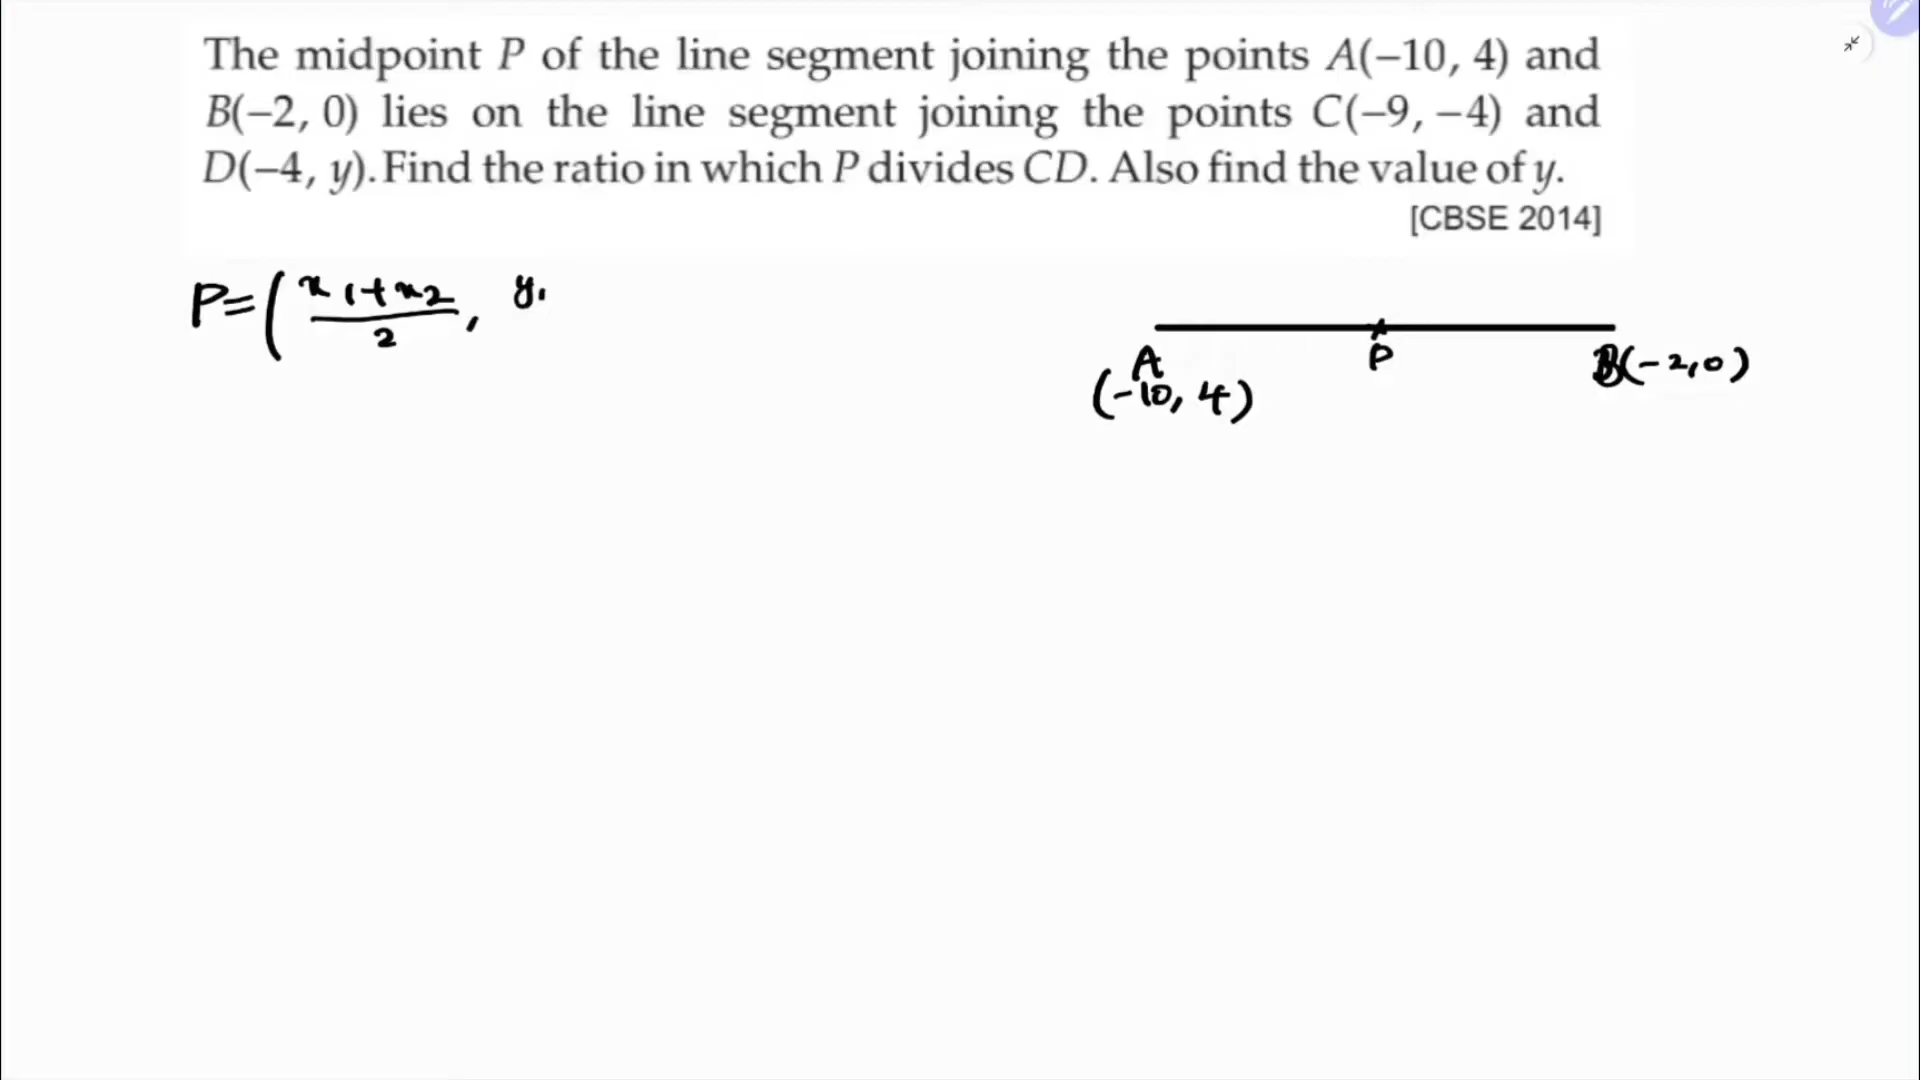 The midpoint P of the line segment joining the points A(−10, 4) and
B(−2, 0) lies on the line segment joining the points C(−9, −4) and
D(−4, y). Find the ratio in which P divides CD. Also find the value of y.
[CBSE 2014]
P=(x1+x2/2, y1
A
(-10, 4)
P
B(-2,0)